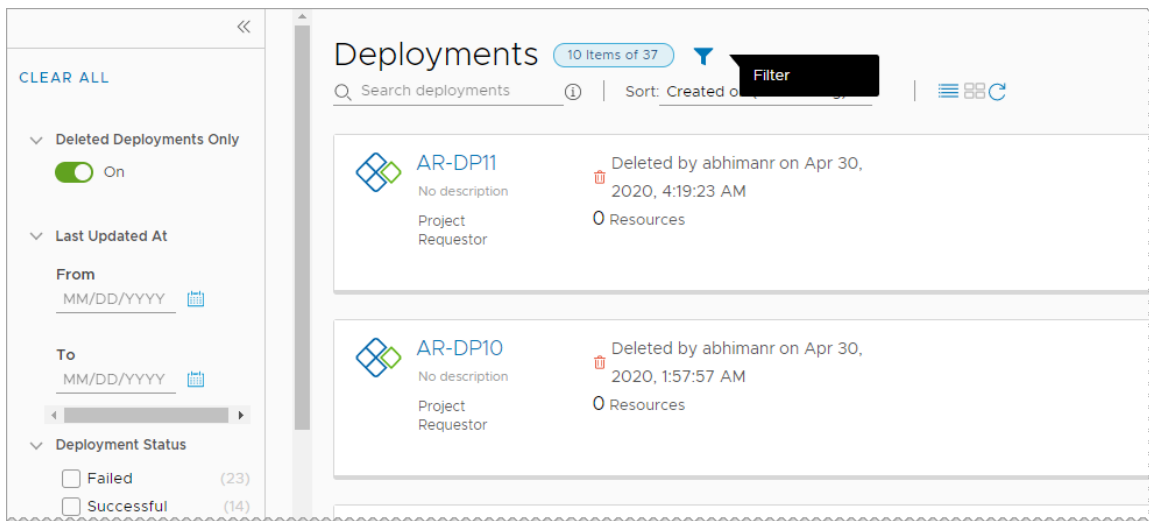 CLEAR ALL
Deleted Deployments Only
On
Last Updated At
From
MM/DD/YYYY
To
MM/DD/YYYY
Deployment Status
Failed (23)
Successful (14)
Deployments 10 Items of 37
Filter
Search deployments Sort: Created
AR-DP11
No description
Project
Requestor
Deleted by abhimanr on Apr 30,
2020, 4:19:23 AM
0 Resources
AR-DP10
No description
Project
Requestor
Deleted by abhimanr on Apr 30,
2020, 1:57:57 AM
0 Resources